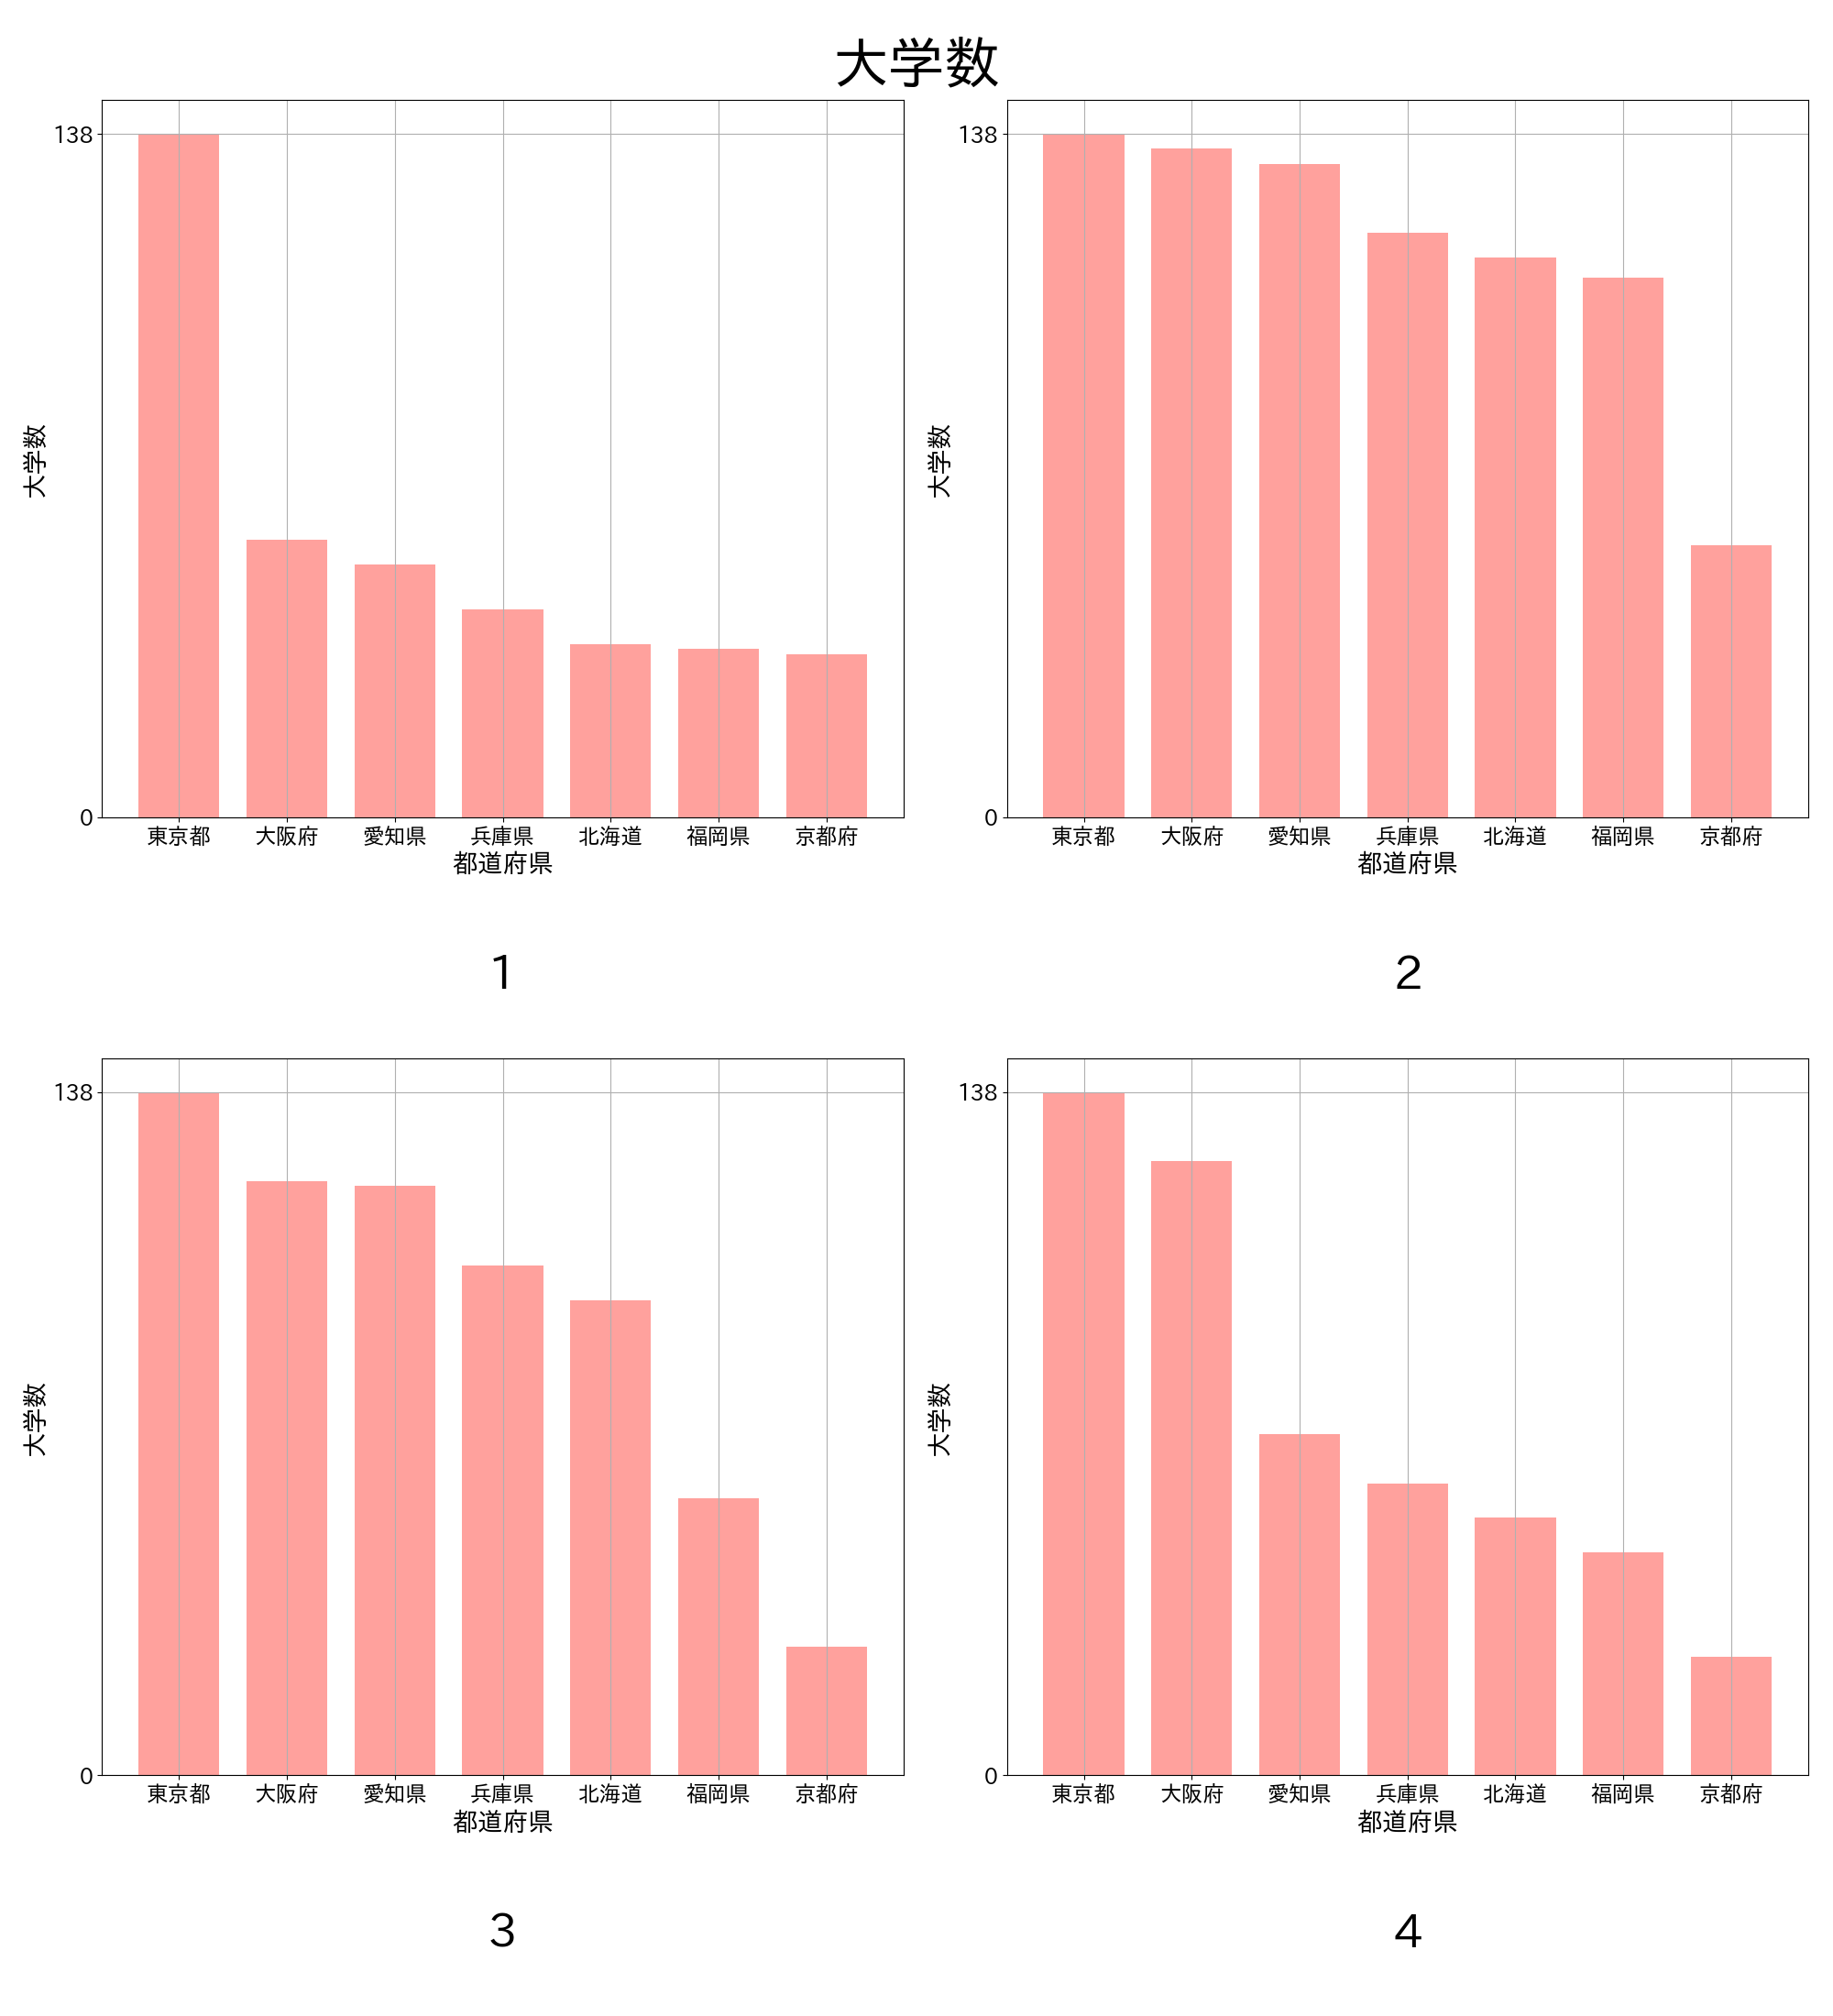 大学数
138
0
大学数
東京都 大阪府 愛知県 兵庫県 北海道 福岡県 京都府
都道府県
1
138
0
大学数
東京都 大阪府 愛知県 兵庫県 北海道 福岡県 京都府
都道府県
2
138
0
大学数
東京都 大阪府 愛知県 兵庫県 北海道 福岡県 京都府
都道府県
3
138
0
大学数
東京都 大阪府 愛知県 兵庫県 北海道 福岡県 京都府
都道府県
4